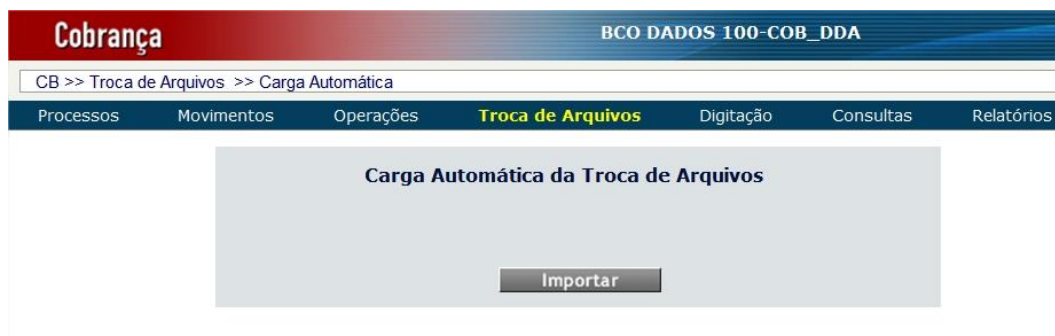 Cobrança BCO DADOS 100-COB_DDA
CB >> Troca de Arquivos >> Carga Automática
Processos Movimentos Operações Troca de Arquivos Digitação Consultas Relatórios
Carga Automática da Troca de Arquivos
Importar